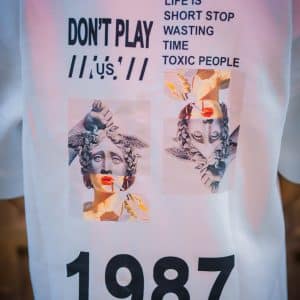 DON'T PLAY
///US///
LIFE IS
SHORT STOP
WASTING
TIME
TOXIC PEOPLE
1987